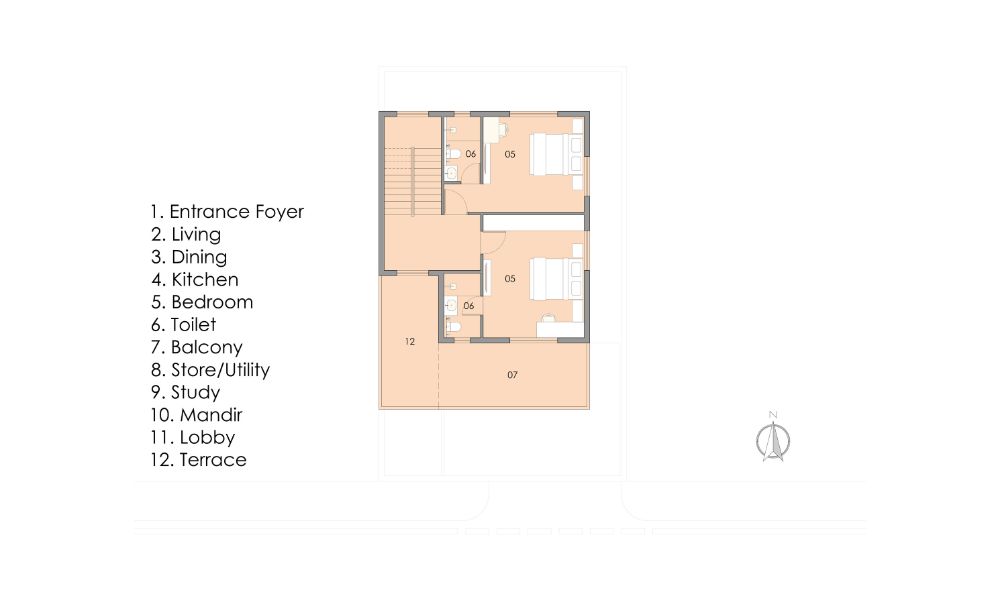 06
05
1. Entrance Foyer
2. Living
3. Dining
4. Kitchen
5. Bedroom
6. Toilet
7. Balcony
8. Store/Utility
9. Study
10. Mandir
11. Lobby
12. Terrace
05
06
12
07
N